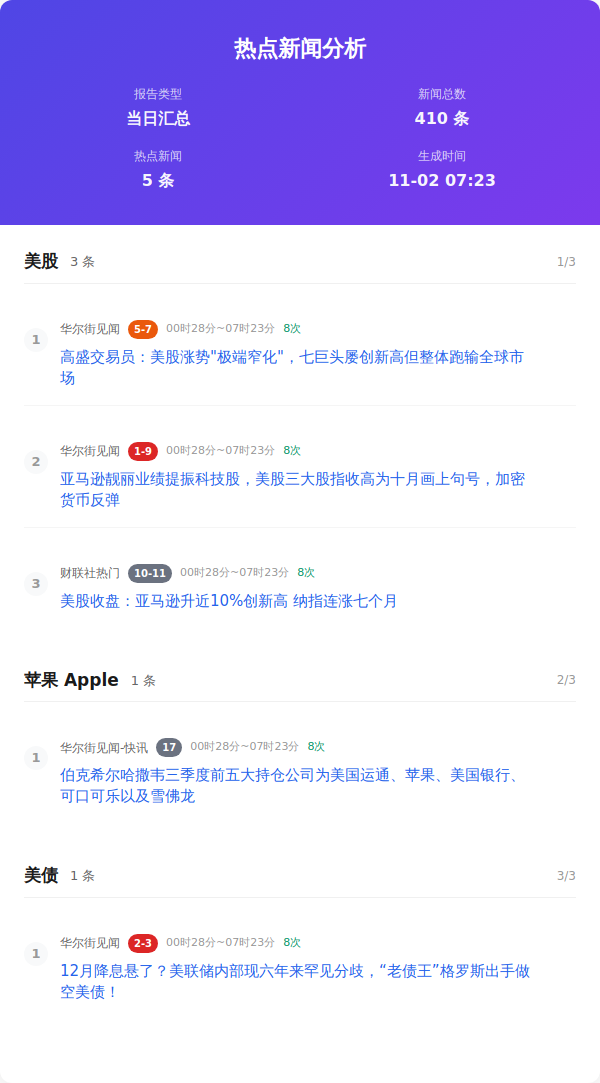 热点新闻分析
报告类型
新闻总数
当日汇总
410 条
热点新闻
生成时间
5 条
11-02 07:23
美股 3 条 1/3
1
华尔街见闻 5-7 00时28分~07时23分 8次
高盛交易员：美股涨势"极端窄化"，七巨头屡创新高但整体跑输全球市
场
2
华尔街见闻 1-9 00时28分~07时23分 8次
亚马逊靓丽业绩提振科技股，美股三大股指收高为十月画上句号，加密
货币反弹
3
财联社热门 10-11 00时28分~07时23分 8次
美股收盘：亚马逊升近10%创新高 纳指连涨七个月
苹果 Apple 1 条 2/3
1
华尔街见闻-快讯 17 00时28分~07时23分 8次
伯克希尔哈撒韦三季度前五大持仓公司为美国运通、苹果、美国银行、
可口可乐以及雪佛龙
美债 1 条 3/3
1
华尔街见闻 2-3 00时28分~07时23分 8次
12月降息悬了？美联储内部现六年来罕见分歧，“老债王”格罗斯出手做
空美债！